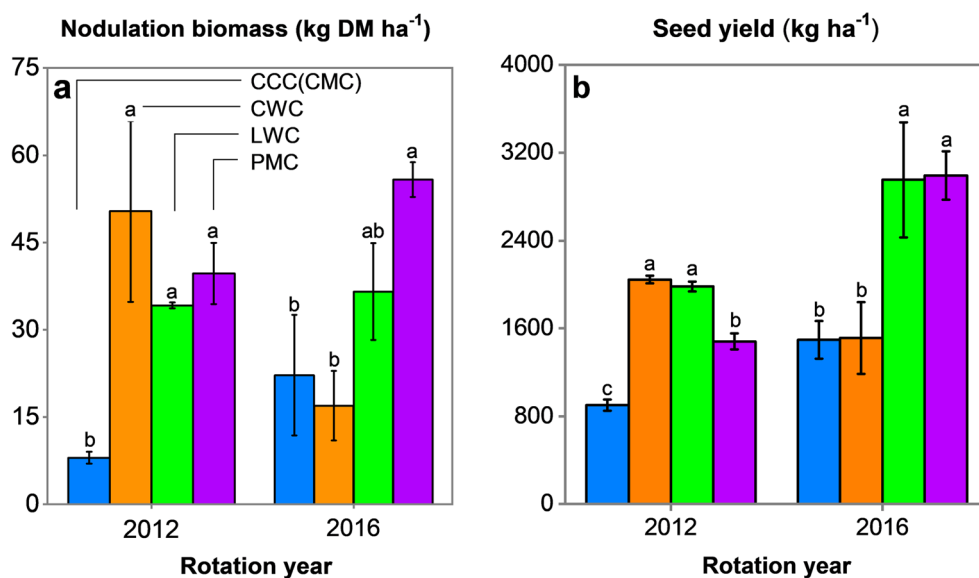 Nodulation biomass (kg DM ha⁻¹)
75
60
45
30
15
0
a
CCC(CMC)
CWC
LWC
PMC
a
a
a
b
a
ab
b
b
2012
2016
Rotation year
Seed yield (kg ha⁻¹)
4000
3200
2400
1600
800
0
b
a
a
b
c
a
a
b
b
2012
2016
Rotation year